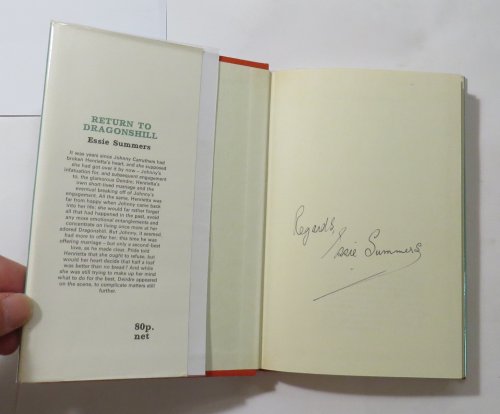 RETURN TO
DRAGONSHILL
Essie Summers
It was years since Johnny Carruthers had
broken Henrietta's heart, and she supposed
she had got over it by now — Johnny's
infatuation for, and subsequent engagement
to, the glamorous Deirdre; Henrietta's
own short-lived marriage and the
eventual breaking off of Johnny's
engagement. All the same, Henrietta was
far from happy when Johnny came back
into her life; she would far rather forget
all that had happened in the past, avoid
any more emotional entanglements and
concentrate on living once more at her
adored Dragonshill. But Johnny, it seemed,
had more to offer her; this time he was
offering marriage – but only a second-best
love, as he made clear. Pride told
Henrietta that she ought to refuse, but
would her heart decide that half a loaf
was better than no bread? And while
she was still trying to make up her mind
what to do for the best, Deirdre appeared
on the scene, to complicate matters still
further.
80p.
net
Regards,
Essie Summers